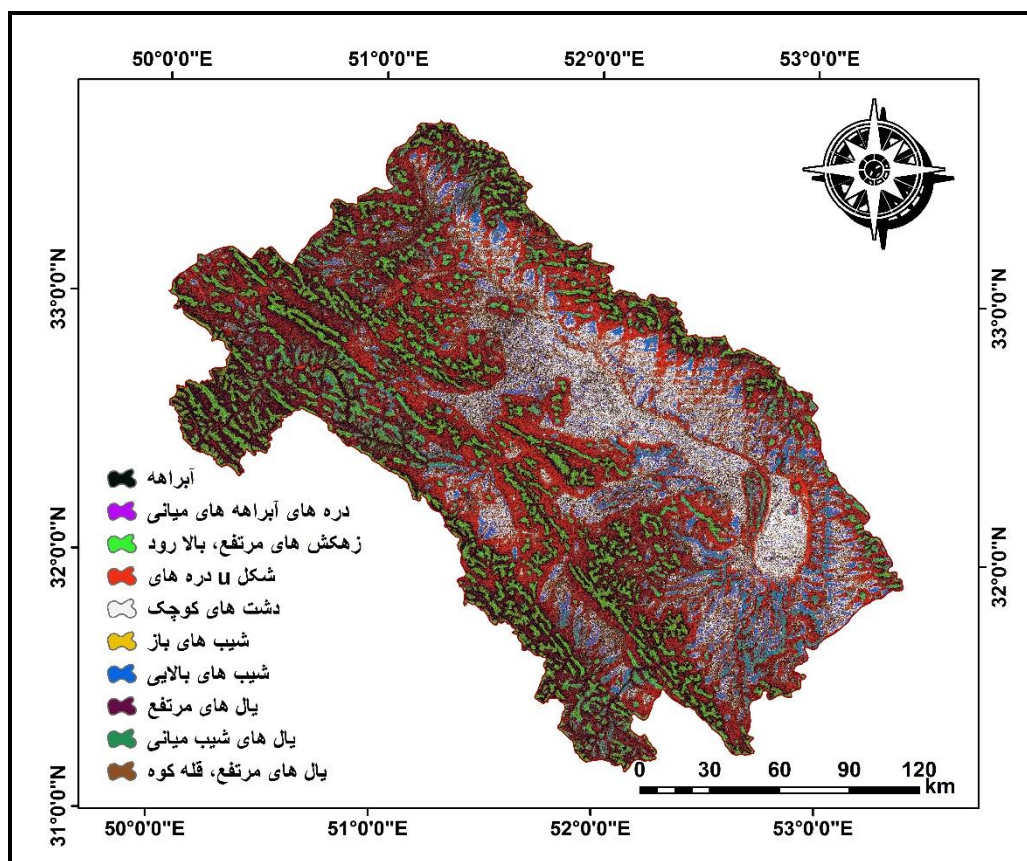 50°0'0"E 51°0'0"E 52°0'0"E 53°0'0"E
33°0'0"N
33°0'0"N
آبراهه
دره های آبراهه های میانی
زهکش های مرتفع، بالا رود
شکل u دره های
دشت های کوچک
شیب های باز
شیب های بالایی
یال های مرتفع
یال های شیب میانی
یال های مرتفع، قله کوه
32°0'0"N
32°0'0"N
0 30 60 90 120
km
31°0'0"N
50°0'0"E 51°0'0"E 52°0'0"E 53°0'0"E